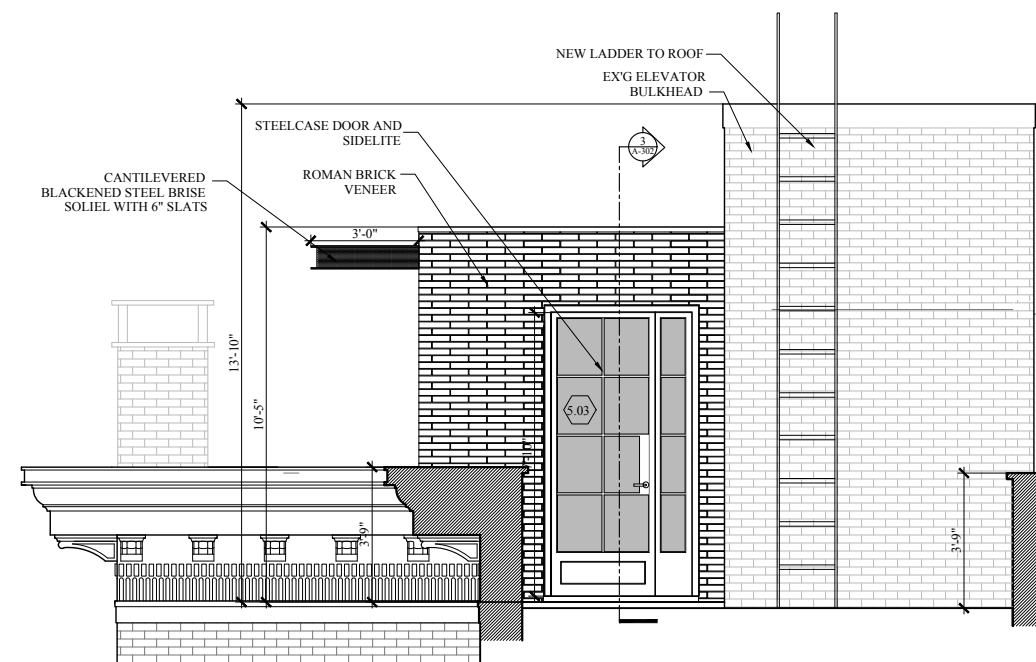 NEW LADDER TO ROOF
EX'G ELEVATOR
BULKHEAD
STEELCASE DOOR AND
SIDELITE
3
A-302
ROMAN BRICK
VENEER
CANTILEVERED
BLACKENED STEEL BRISE
SOLIEL WITH 6" SLATS
3'-0"
13'-10"
10'-5"
5.03
3'-9"
3'-9"